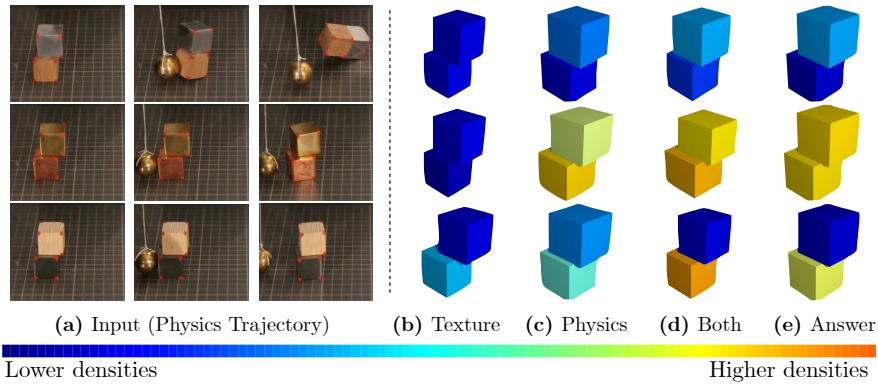 (a) Input (Physics Trajectory)
(b) Texture
(c) Physics
(d) Both
(e) Answer
Lower densities
Higher densities